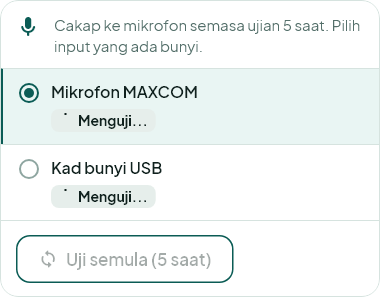 Cakap ke mikrofon semasa ujian 5 saat. Pilih
input yang ada bunyi.
Mikrofon MAXCOM
Menguji...
Kad bunyi USB
Menguji...
Uji semula (5 saat)